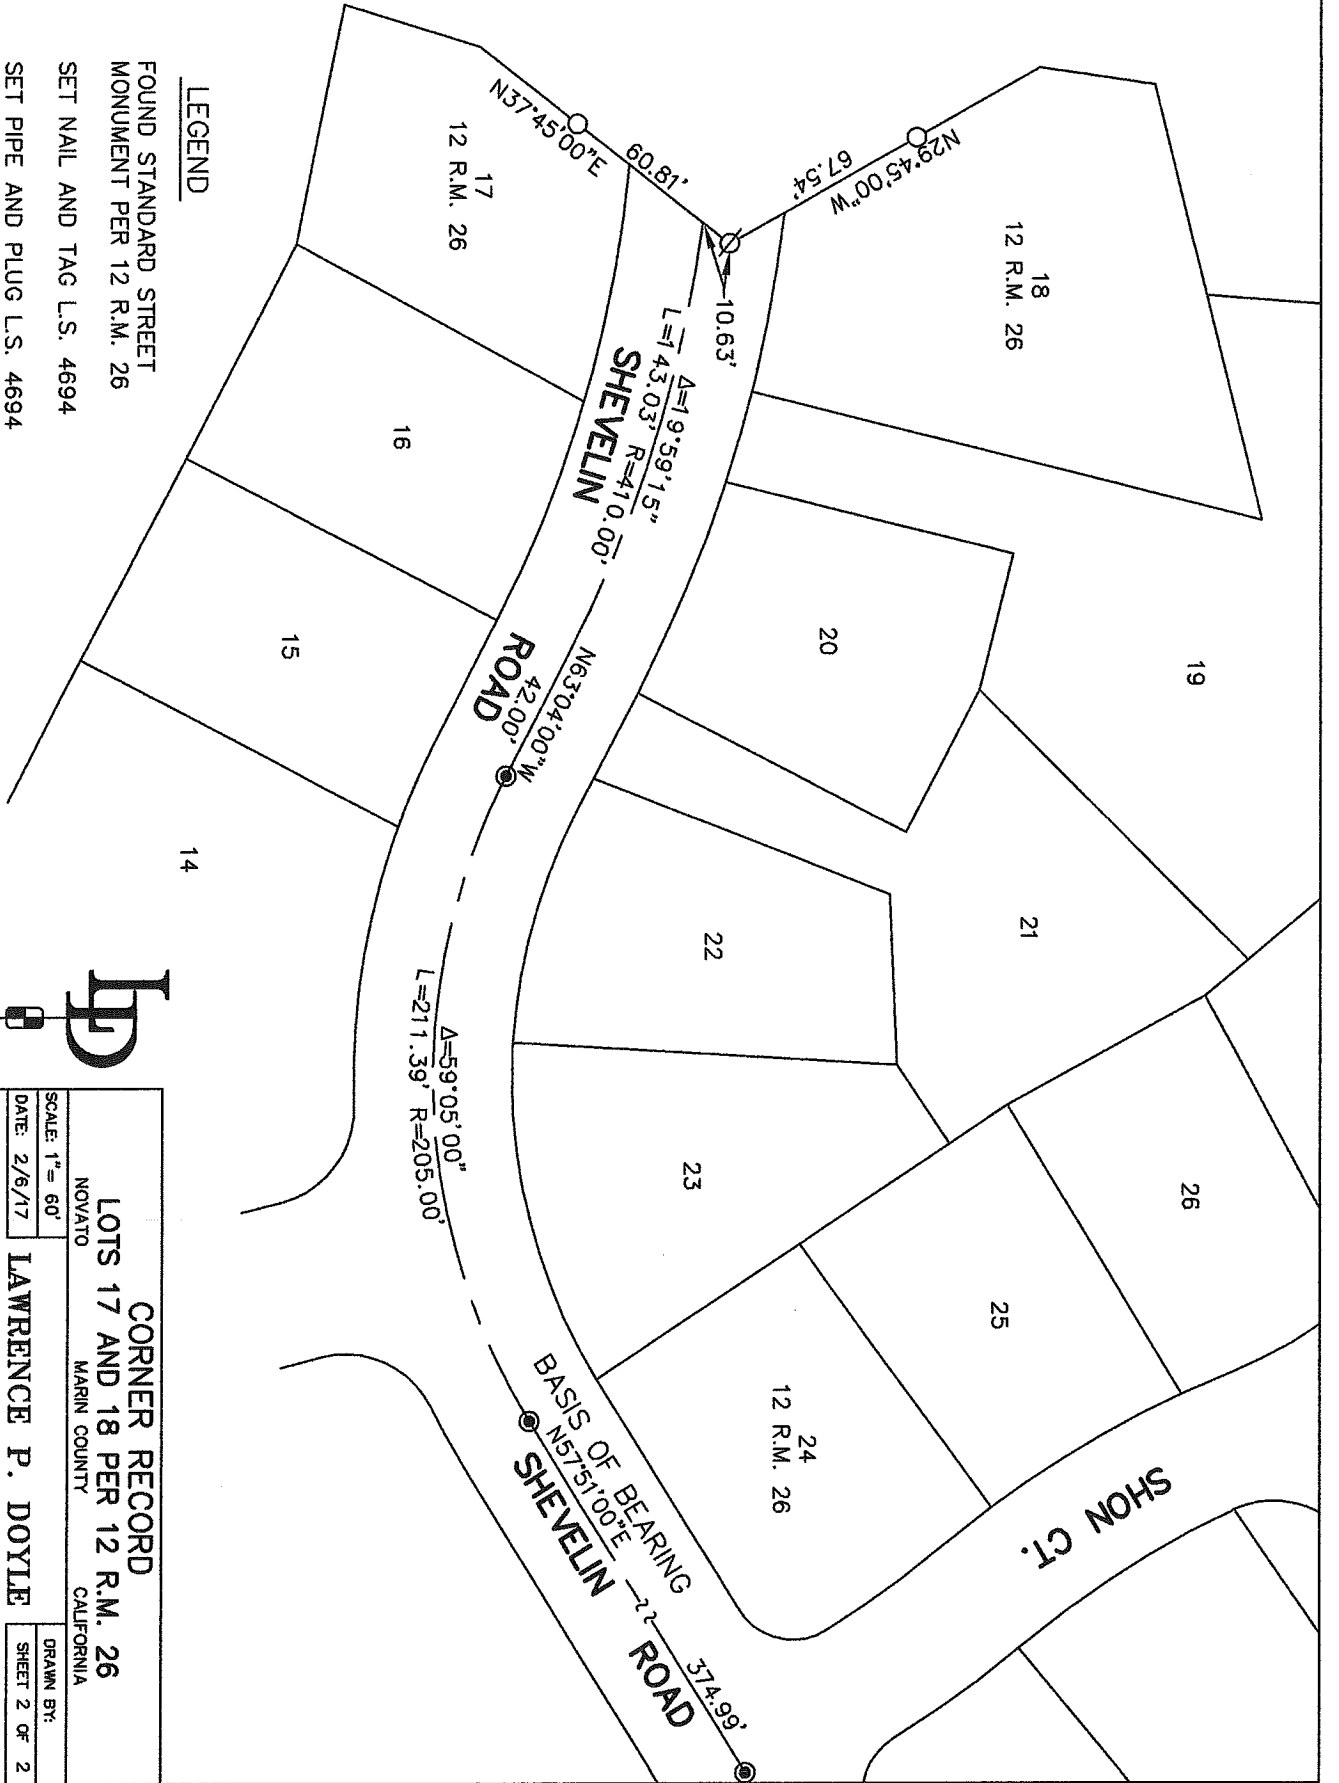 18
12 R.M. 26
19
20
21
22
23
24
12 R.M. 26
25
26
SHON CT.
N29°45'00"W
67.54'
10.63'
60.81'
N37°45'00"E
17
12 R.M. 26
16
15
14
Δ=19°59'15"
L=143.03' R=410.00'
SHEVELIN
ROAD
N63°04'00"W
42.00'
Δ=59°05'00"
L=211.39' R=205.00'
BASIS OF BEARING
N57°51'00"E
374.99'
SHEVELIN ROAD
LEGEND
FOUND STANDARD STREET
MONUMENT PER 12 R.M. 26
SET NAIL AND TAG L.S. 4694
SET PIPE AND PLUG L.S. 4694
LD
CORNER RECORD
LOTS 17 AND 18 PER 12 R.M. 26
NOVATO MARIN COUNTY CALIFORNIA
SCALE: 1"= 60'
DATE: 2/6/17
LAWRENCE P. DOYLE
DRAWN BY:
SHEET 2 OF 2